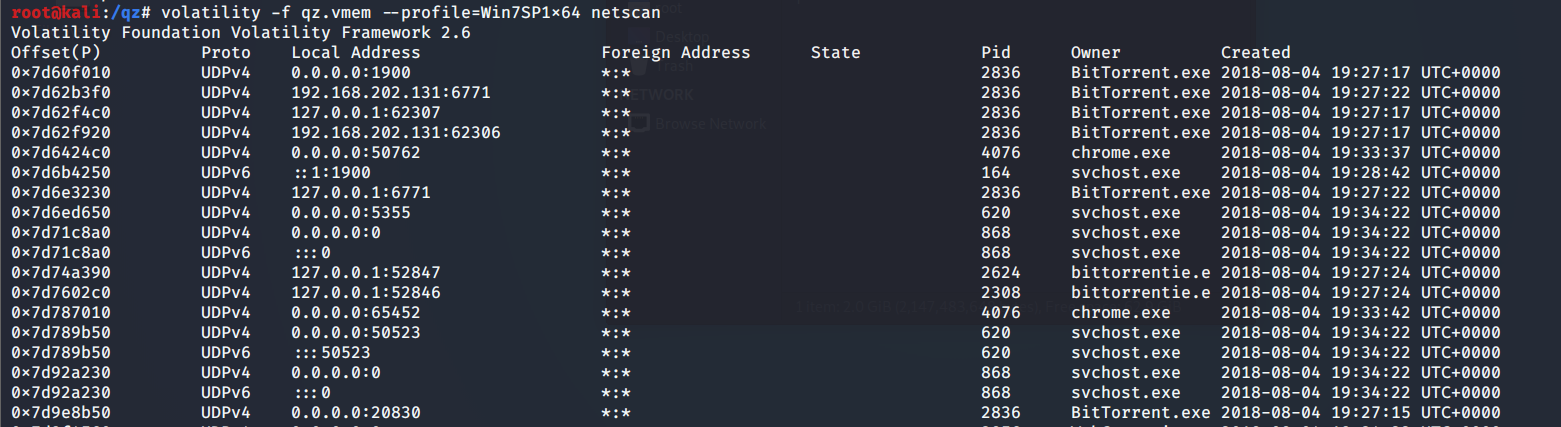 root@kali:/qz# volatility -f qz.vmem --profile=Win7SP1×64 netscan
Volatility Foundation Volatility Framework 2.6
Offset(P) Proto Local Address Foreign Address State Pid Owner Created
0×7d60f010 UDPv4 0.0.0.0:1900 *:* 2836 BitTorrent.exe 2018-08-04 19:27:17 UTC+0000
0×7d62b3f0 UDPv4 192.168.202.131:6771 *:* 2836 BitTorrent.exe 2018-08-04 19:27:22 UTC+0000
0×7d62f4c0 UDPv4 127.0.0.1:62307 *:* 2836 BitTorrent.exe 2018-08-04 19:27:17 UTC+0000
0×7d62f920 UDPv4 192.168.202.131:62306 *:* 2836 BitTorrent.exe 2018-08-04 19:27:17 UTC+0000
0×7d6424c0 UDPv4 0.0.0.0:50762 *:* 4076 chrome.exe 2018-08-04 19:33:37 UTC+0000
0×7d6b4250 UDPv6 ::1:1900 *:* 164 svchost.exe 2018-08-04 19:28:42 UTC+0000
0×7d6e3230 UDPv4 127.0.0.1:6771 *:* 2836 BitTorrent.exe 2018-08-04 19:27:22 UTC+0000
0×7d6ed650 UDPv4 0.0.0.0:5355 *:* 620 svchost.exe 2018-08-04 19:34:22 UTC+0000
0×7d71c8a0 UDPv4 0.0.0.0:0 *:* 868 svchost.exe 2018-08-04 19:34:22 UTC+0000
0×7d71c8a0 UDPv6 :::0 *:* 868 svchost.exe 2018-08-04 19:34:22 UTC+0000
0×7d74a390 UDPv4 127.0.0.1:52847 *:* 2624 bittorrentie.e 2018-08-04 19:27:24 UTC+0000
0×7d7602c0 UDPv4 127.0.0.1:52846 *:* 2308 bittorrentie.e 2018-08-04 19:27:24 UTC+0000
0×7d787010 UDPv4 0.0.0.0:65452 *:* 4076 chrome.exe 2018-08-04 19:33:42 UTC+0000
0×7d789b50 UDPv4 0.0.0.0:50523 *:* 620 svchost.exe 2018-08-04 19:34:22 UTC+0000
0×7d789b50 UDPv6 :::50523 *:* 620 svchost.exe 2018-08-04 19:34:22 UTC+0000
0×7d92a230 UDPv4 0.0.0.0:0 *:* 868 svchost.exe 2018-08-04 19:34:22 UTC+0000
0×7d92a230 UDPv6 :::0 *:* 868 svchost.exe 2018-08-04 19:34:22 UTC+0000
0×7d9e8b50 UDPv4 0.0.0.0:20830 *:* 2836 BitTorrent.exe 2018-08-04 19:27:15 UTC+0000
Desktop
Trash
NETWORK
Browse Network